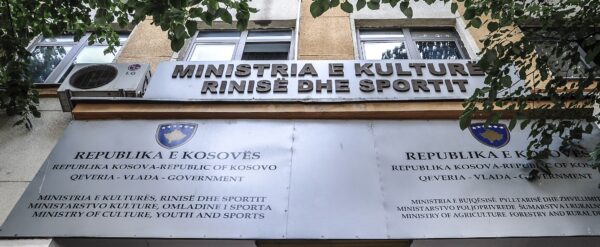 LG
MINISTRIA E KULTURËS
RINISË DHE SPORTIT
REPUBLIKA E KOSOVËS
REPUBLIKA KOSOVA-REPUBLIC OF KOSOVO
QEVERIA - VLADA - GOVERNMENT
MINISTRIA E KULTURËS, RINISË DHE SPORTIT
MINISTARSTVO KULTURE, OMLADINE I SPORTA
MINISTRY OF CULTURE, YOUTH AND SPORTS
REPUBLIKA E KOSOVËS
REPUBLIKA KOSOVA-REPUBLIC OF
QEVERIA - VLADA - GOVERNMENT
MINISTRIA E BUJQËSISË PYLLTARISË DHE ZHVILLIMIT
MINISTARSTVO POLJOPRIVREDE ŠUMARSTVA I RURALNOG
MINISTRY OF AGRICULTURE, FORESTRY AND RURAL